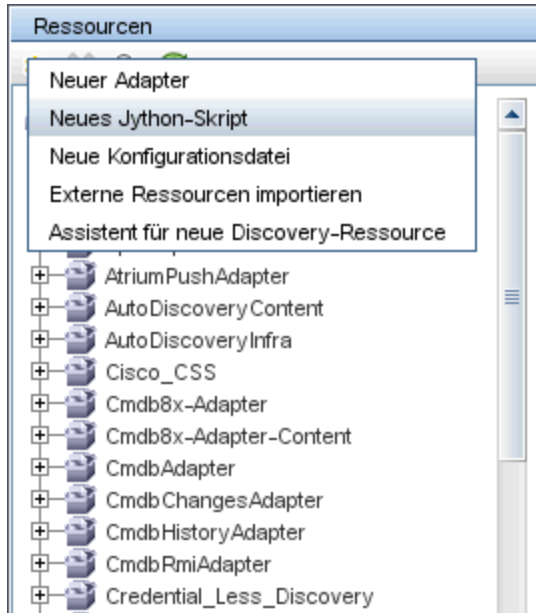 Ressourcen
Neuer Adapter
Neues Jython-Skript
Neue Konfigurationsdatei
Externe Ressourcen importieren
Assistent für neue Discovery-Ressource
AtriumPushAdapter
AutoDiscoveryContent
AutoDiscoveryInfra
Cisco_CSS
Cmdb8x-Adapter
Cmdb8x-Adapter-Content
CmdbAdapter
CmdbChangesAdapter
CmdbHistoryAdapter
CmdbRmiAdapter
Credential_Less_Discovery